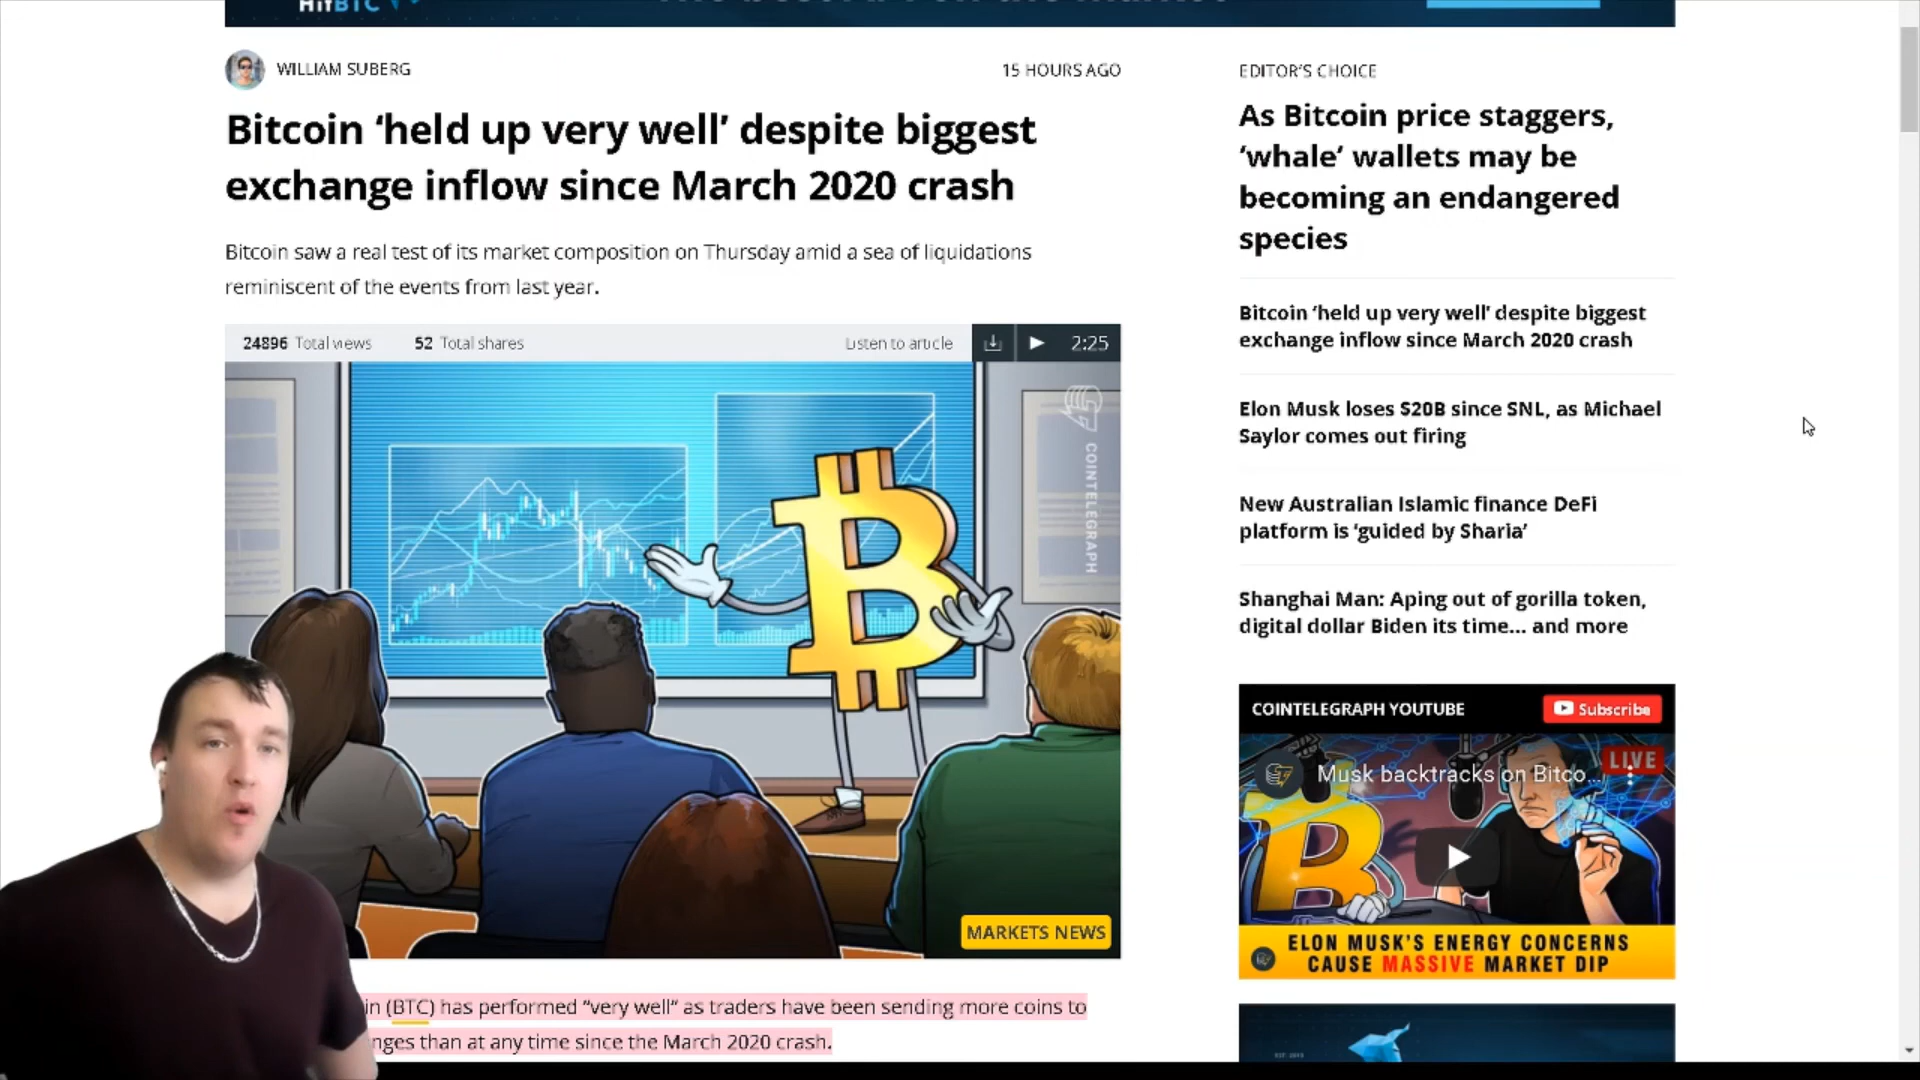 HitBTC
WILLIAM SUBERG
15 HOURS AGO
Bitcoin ‘held up very well’ despite biggest
exchange inflow since March 2020 crash
Bitcoin saw a real test of its market composition on Thursday amid a sea of liquidations
reminiscent of the events from last year.
24896 Total views 52 Total shares Listen to article 2:25
COINTELEGRAPH
MARKETS NEWS
in (BTC) has performed “very well” as traders have been sending more coins to
nges than at any time since the March 2020 crash.
EDITOR’S CHOICE
As Bitcoin price staggers,
‘whale’ wallets may be
becoming an endangered
species
Bitcoin ‘held up very well’ despite biggest
exchange inflow since March 2020 crash
Elon Musk loses $20B since SNL, as Michael
Saylor comes out firing
New Australian Islamic finance DeFi
platform is ‘guided by Sharia’
Shanghai Man: Aping out of gorilla token,
digital dollar Biden its time... and more
COINTELEGRAPH YOUTUBE Subscribe
LIVE
Musk backtracks on Bitco...
ELON MUSK’S ENERGY CONCERNS
CAUSE MASSIVE MARKET DIP